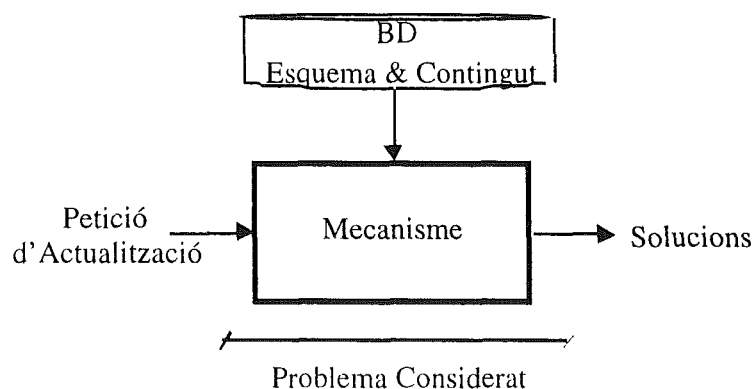 BD
Esquema & Contingut
Petició
d'Actualització
Mecanisme
Solucions
Problema Considerat